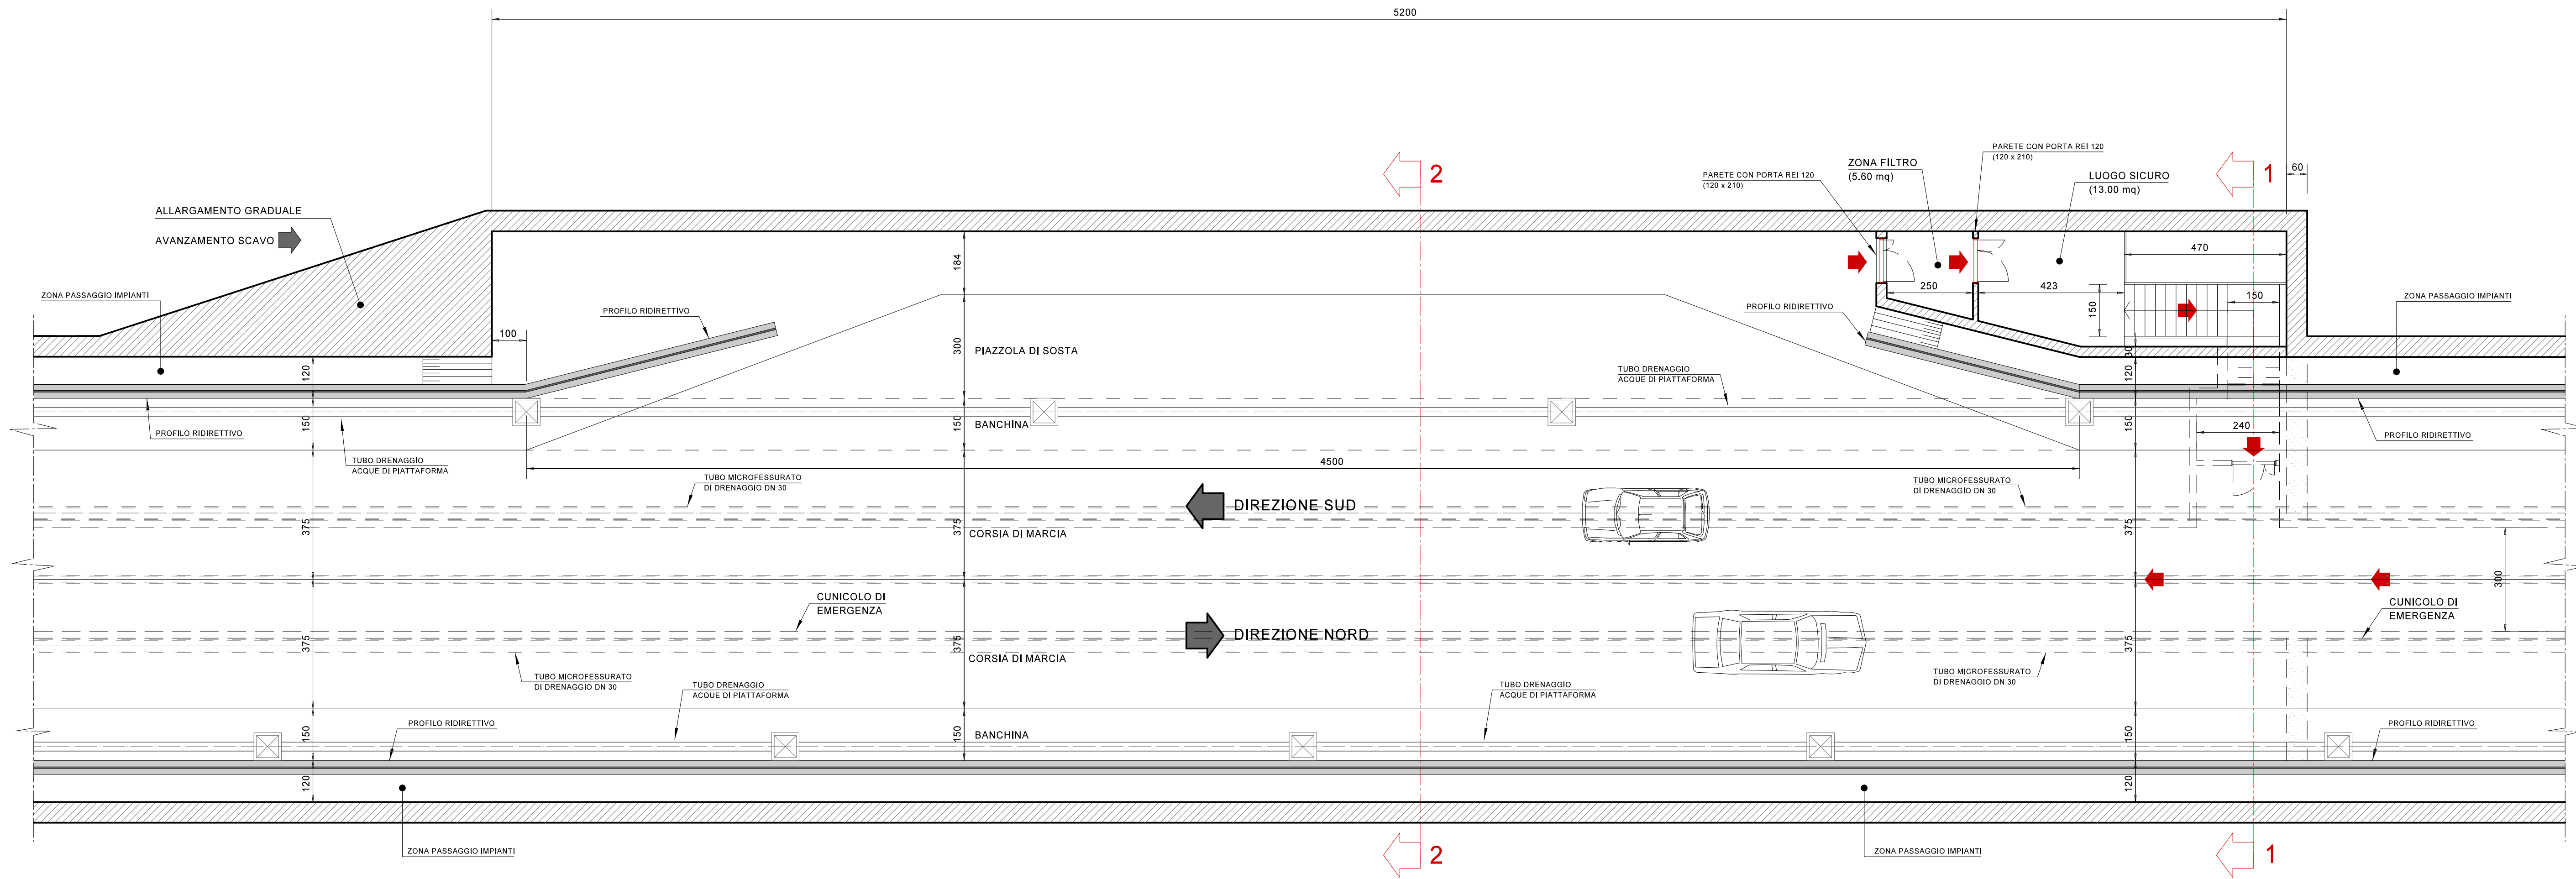 5200
2
1
PARETE CON PORTA REI 120
(120 x 210)
ZONA FILTRO
(5.60 mq)
PARETE CON PORTA REI 120
(120 x 210)
LUOGO SICURO
(13.00 mq)
60
ALLARGAMENTO GRADUALE
AVANZAMENTO SCAVO
184
470
ZONA PASSAGGIO IMPIANTI
250
423
150
150
ZONA PASSAGGIO IMPIANTI
PROFILO RIDIRETTIVO
PROFILO RIDIRETTIVO
100
300
PIAZZOLA DI SOSTA
30
120
120
TUBO DRENAGGIO
ACQUE DI PIATTAFORMA
150
150
BANCHINA
150
240
PROFILO RIDIRETTIVO
PROFILO RIDIRETTIVO
TUBO DRENAGGIO
ACQUE DI PIATTAFORMA
4500
TUBO MICROFESSURATO
DI DRENAGGIO DN 30
TUBO MICROFESSURATO
DI DRENAGGIO DN 30
DIREZIONE SUD
375
375
375
CORSIA DI MARCIA
300
CUNICOLO DI
EMERGENZA
CUNICOLO DI
EMERGENZA
DIREZIONE NORD
375
375
375
CORSIA DI MARCIA
TUBO MICROFESSURATO
DI DRENAGGIO DN 30
TUBO DRENAGGIO
ACQUE DI PIATTAFORMA
TUBO DRENAGGIO
ACQUE DI PIATTAFORMA
TUBO MICROFESSURATO
DI DRENAGGIO DN 30
PROFILO RIDIRETTIVO
PROFILO RIDIRETTIVO
150
150
BANCHINA
150
120
120
ZONA PASSAGGIO IMPIANTI
ZONA PASSAGGIO IMPIANTI
2
1